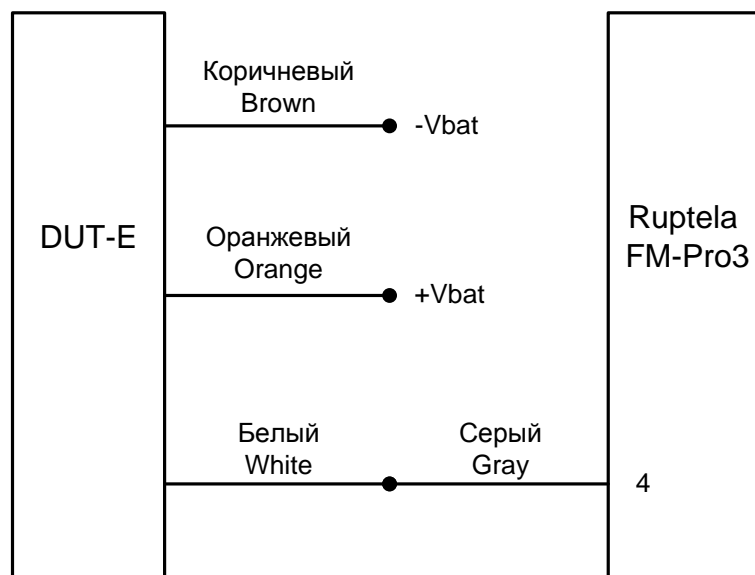 Коричневый
Brown
-Vbat
DUT-E
Оранжевый
Orange
+Vbat
Ruptela
FM-Pro3
Белый
White
Серый
Gray
4